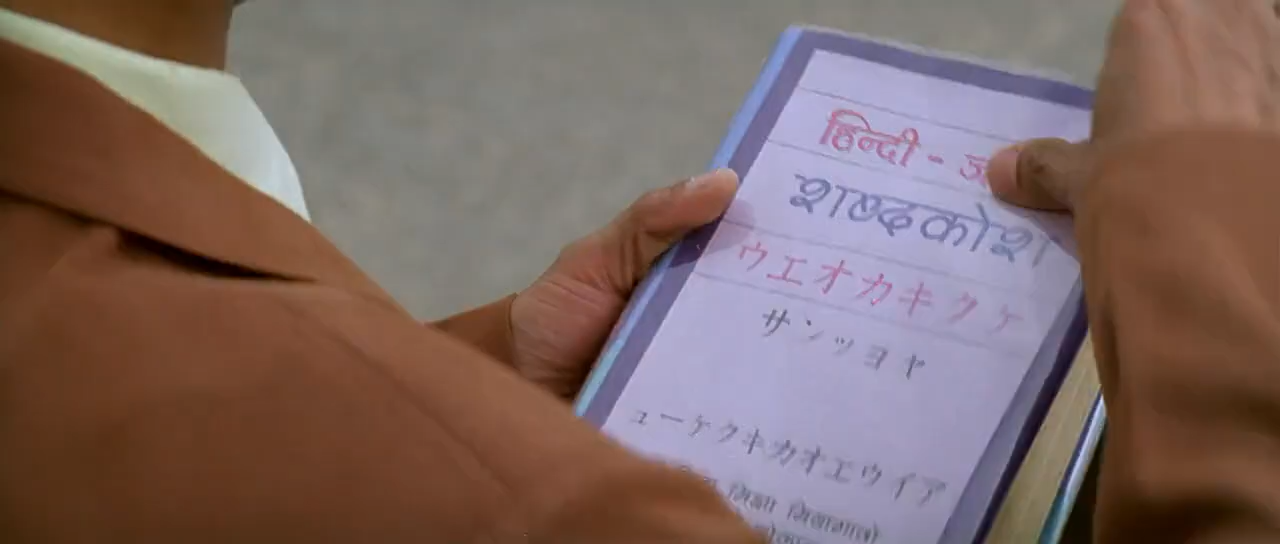 हिन्दी - ज
शब्दकोश
ウエオカキクケ
サンッヨヤ
ューケクキカオエウイア